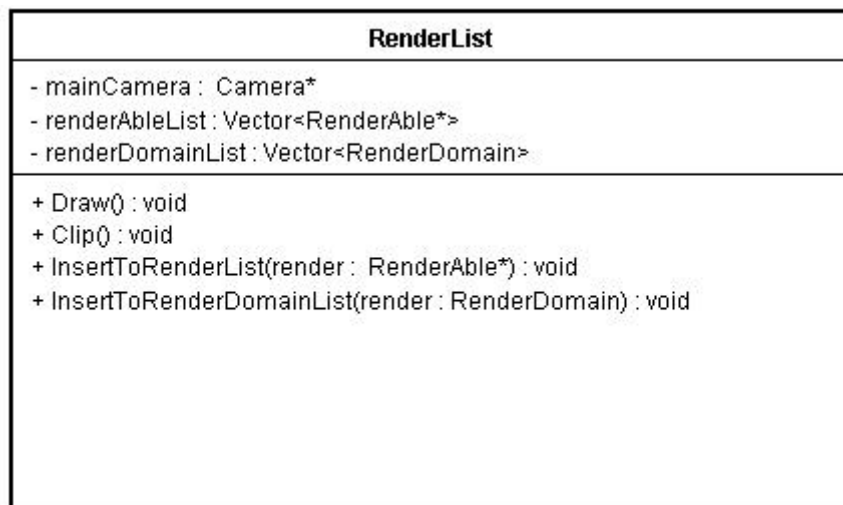 RenderList
- mainCamera : Camera*
- renderAbleList : Vector<RenderAble*>
- renderDomainList : Vector<RenderDomain>
+ Draw() : void
+ Clip() : void
+ InsertToRenderList(render : RenderAble*) : void
+ InsertToRenderDomainList(render : RenderDomain) : void